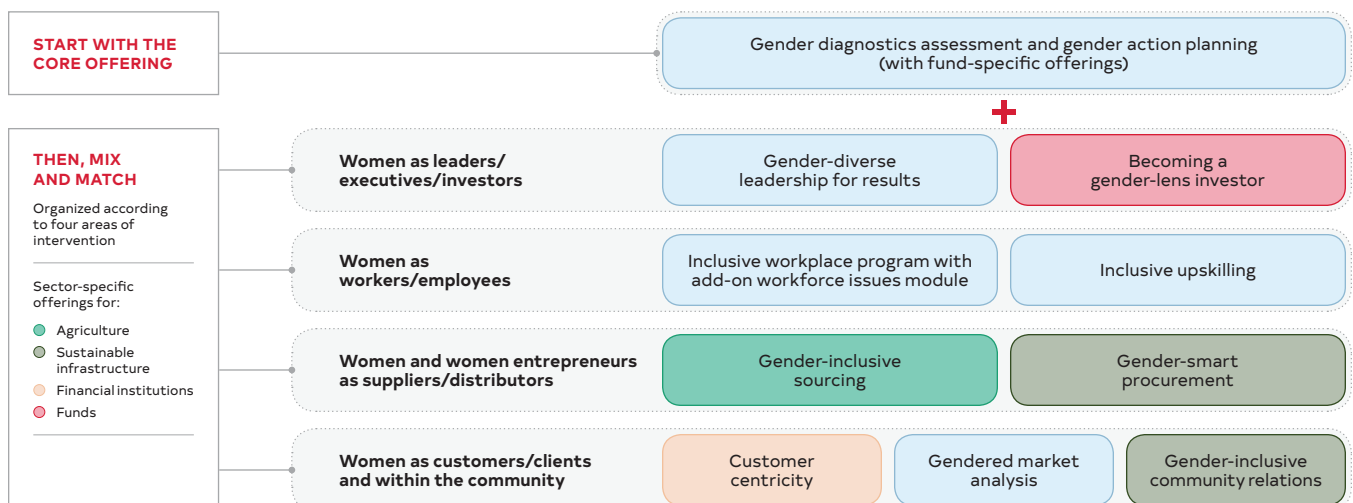 START WITH THE
CORE OFFERING
Gender diagnostics assessment and gender action planning
(with fund-specific offerings)
THEN, MIX
AND MATCH
Organized according
to four areas of
intervention
Sector-specific
offerings for:
Agriculture
Sustainable
infrastructure
Financial institutions
Funds
Women as leaders/
executives/investors
Gender-diverse
leadership for results
Becoming a
gender-lens investor
Women as
workers/employees
Inclusive workplace program with
add-on workforce issues module
Inclusive upskilling
Women and women entrepreneurs
as suppliers/distributors
Gender-inclusive
sourcing
Gender-smart
procurement
Women as customers/clients
and within the community
Customer
centricity
Gendered market
analysis
Gender-inclusive
community relations